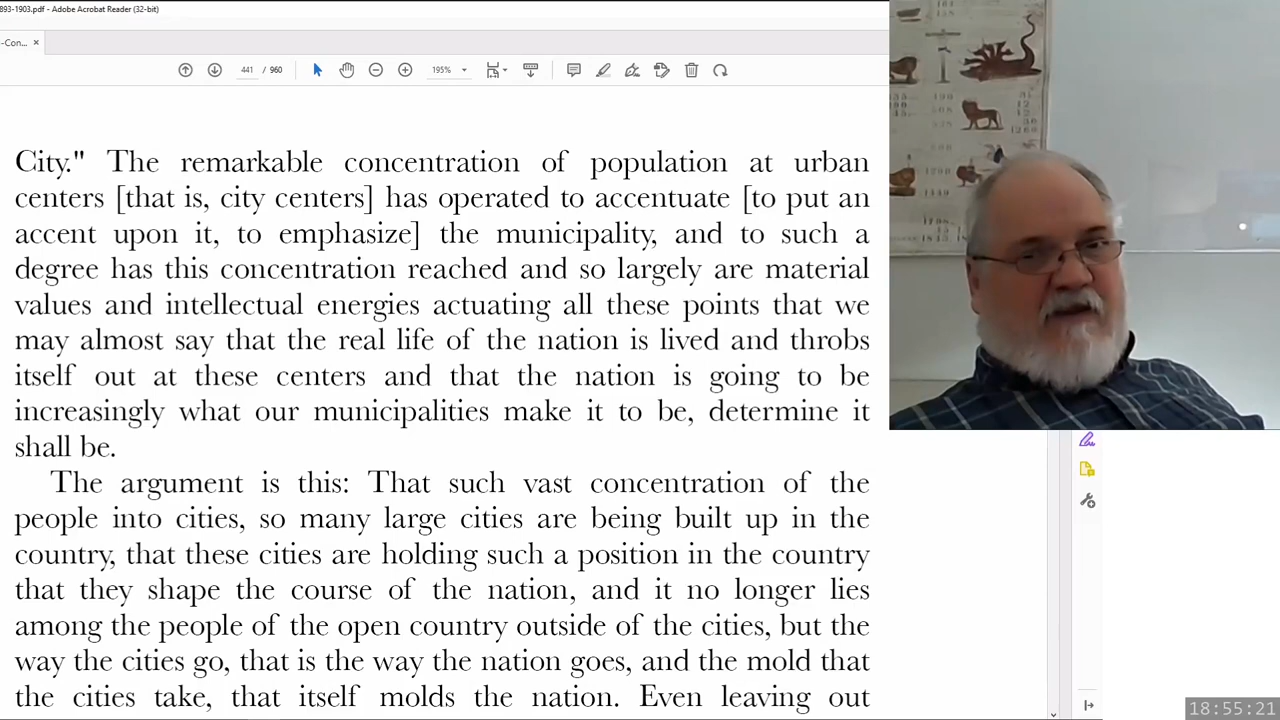 893-1903.pdf - Adobe Acrobat Reader (32-bit)
-Con... ×
441 / 960
195%
City." The remarkable concentration of population at urban
centers [that is, city centers] has operated to accentuate [to put an
accent upon it, to emphasize] the municipality, and to such a
degree has this concentration reached and so largely are material
values and intellectual energies actuating all these points that we
may almost say that the real life of the nation is lived and throbs
itself out at these centers and that the nation is going to be
increasingly what our municipalities make it to be, determine it
shall be.
The argument is this: That such vast concentration of the
people into cities, so many large cities are being built up in the
country, that these cities are holding such a position in the country
that they shape the course of the nation, and it no longer lies
among the people of the open country outside of the cities, but the
way the cities go, that is the way the nation goes, and the mold that
the cities take, that itself molds the nation. Even leaving out
1260
1449
18:55:21